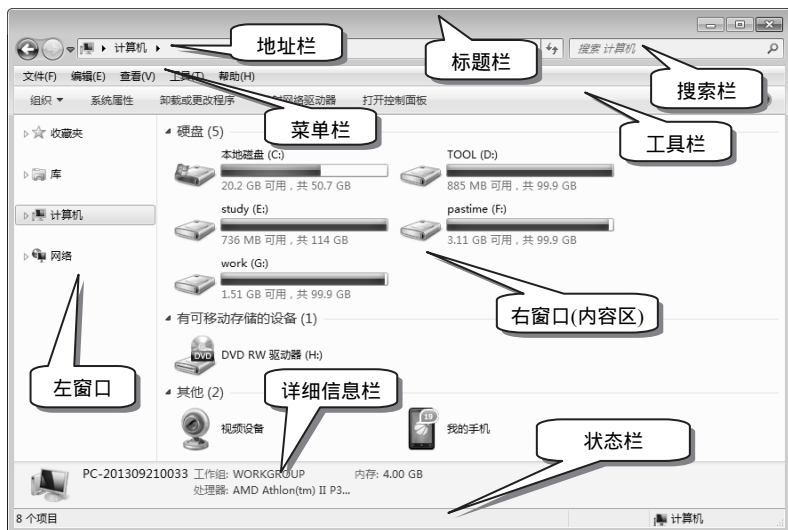 地址栏
标题栏
计算机
搜索 计算机
搜索栏
文件(F) 编辑(E) 查看(V) 工具(T) 帮助(H)
组织 系统属性 卸载或更改程序 网络驱动器 打开控制面板
菜单栏
工具栏
收藏夹
库
计算机
网络
硬盘 (5)
本地磁盘 (C:)
20.2 GB 可用 , 共 50.7 GB
TOOL (D:)
885 MB 可用 , 共 99.9 GB
study (E:)
736 MB 可用 , 共 114 GB
pastime (F:)
3.11 GB 可用 , 共 99.9 GB
work (G:)
1.51 GB 可用 , 共 99.9 GB
右窗口(内容区)
有可移动存储的设备 (1)
DVD
DVD RW 驱动器 (H:)
左窗口
详细信息栏
其他 (2)
视频设备
19
我的手机
状态栏
PC-201309210033 工作组: WORKGROUP 内存: 4.00 GB
处理器: AMD Athlon(tm) II P3...
8 个项目
计算机